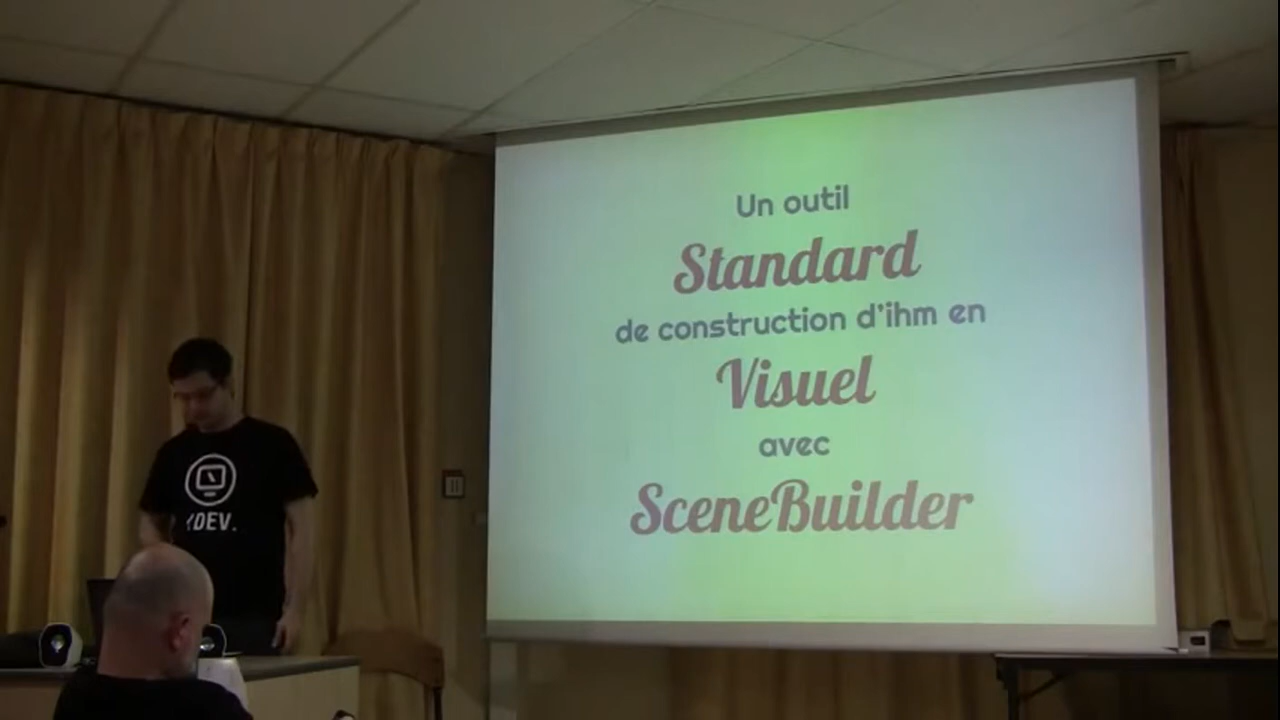 Un outil
Standard
de construction d'ihm en
Visuel
avec
SceneBuilder